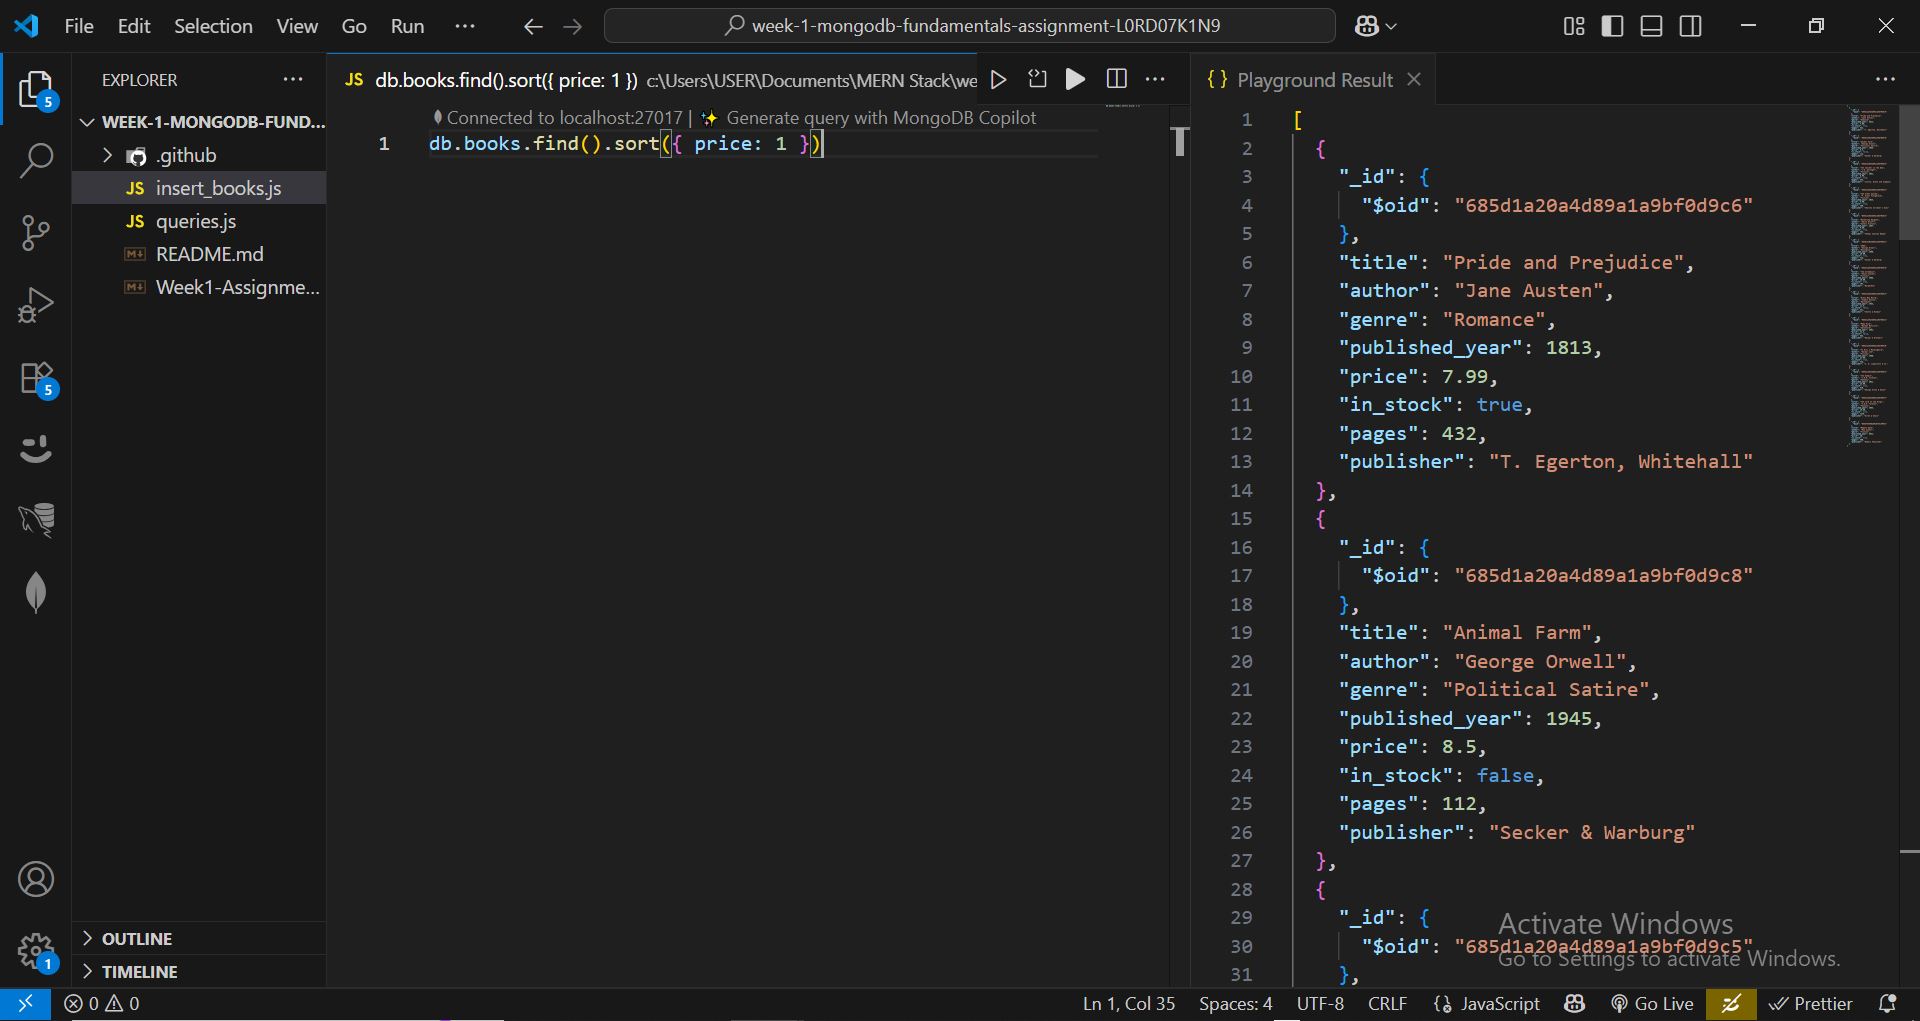 File Edit Selection View Go Run ···
week-1-mongodb-fundamentals-assignment-L0RD07K1N9
EXPLORER
5
WEEK-1-MONGODB-FUND...
.github
JS insert_books.js
JS queries.js
README.md
Week1-Assignme...
5
OUTLINE
TIMELINE
1
JS db.books.find().sort({ price: 1 }) c:\Users\USER\Documents\MERN Stack\we
Connected to localhost:27017 | ✨ Generate query with MongoDB Copilot
1 db.books.find().sort({ price: 1 })
{} Playground Result
1 [
2 {
3 "_id": {
4 "$oid": "685d1a20a4d89a1a9bf0d9c6"
5 },
6 "title": "Pride and Prejudice",
7 "author": "Jane Austen",
8 "genre": "Romance",
9 "published_year": 1813,
10 "price": 7.99,
11 "in_stock": true,
12 "pages": 432,
13 "publisher": "T. Egerton, Whitehall"
14 },
15 {
16 "_id": {
17 "$oid": "685d1a20a4d89a1a9bf0d9c8"
18 },
19 "title": "Animal Farm",
20 "author": "George Orwell",
21 "genre": "Political Satire",
22 "published_year": 1945,
23 "price": 8.5,
24 "in_stock": false,
25 "pages": 112,
26 "publisher": "Secker & Warburg"
27 },
28 {
29 "_id": {
30 "$oid": "685d1a20a4d89a1a9bf0d9c5"
31 },
Activate Windows
Go to Settings to activate Windows.
0 0
Ln 1, Col 35 Spaces: 4 UTF-8 CRLF {} JavaScript Go Live Prettier